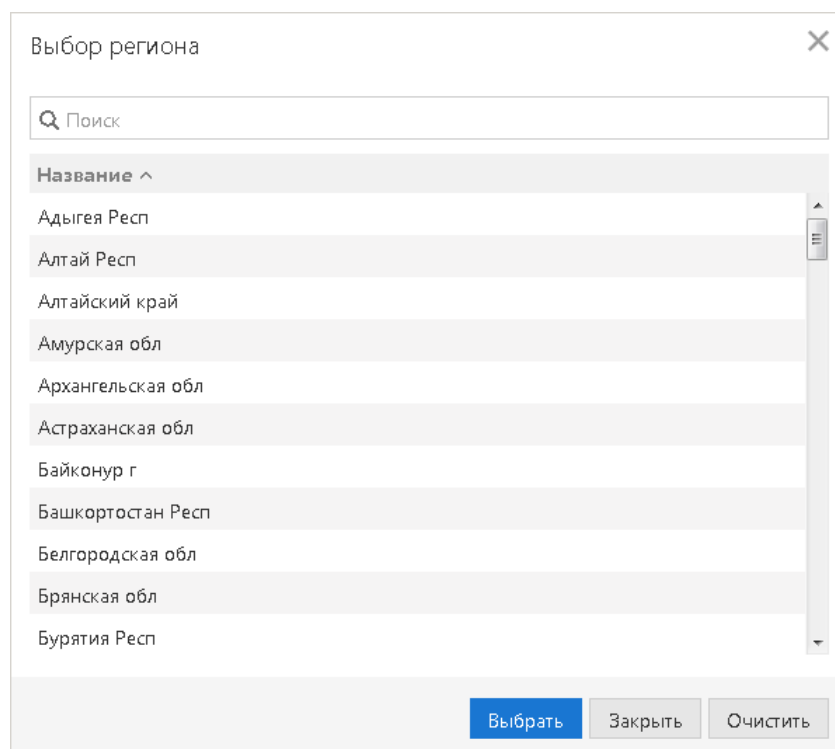 Выбор региона
Поиск
Название
Адыгея Респ
Алтай Респ
Алтайский край
Амурская обл
Архангельская обл
Астраханская обл
Байконур г
Башкортостан Респ
Белгородская обл
Брянская обл
Бурятия Респ
Выбрать Закрыть Очистить